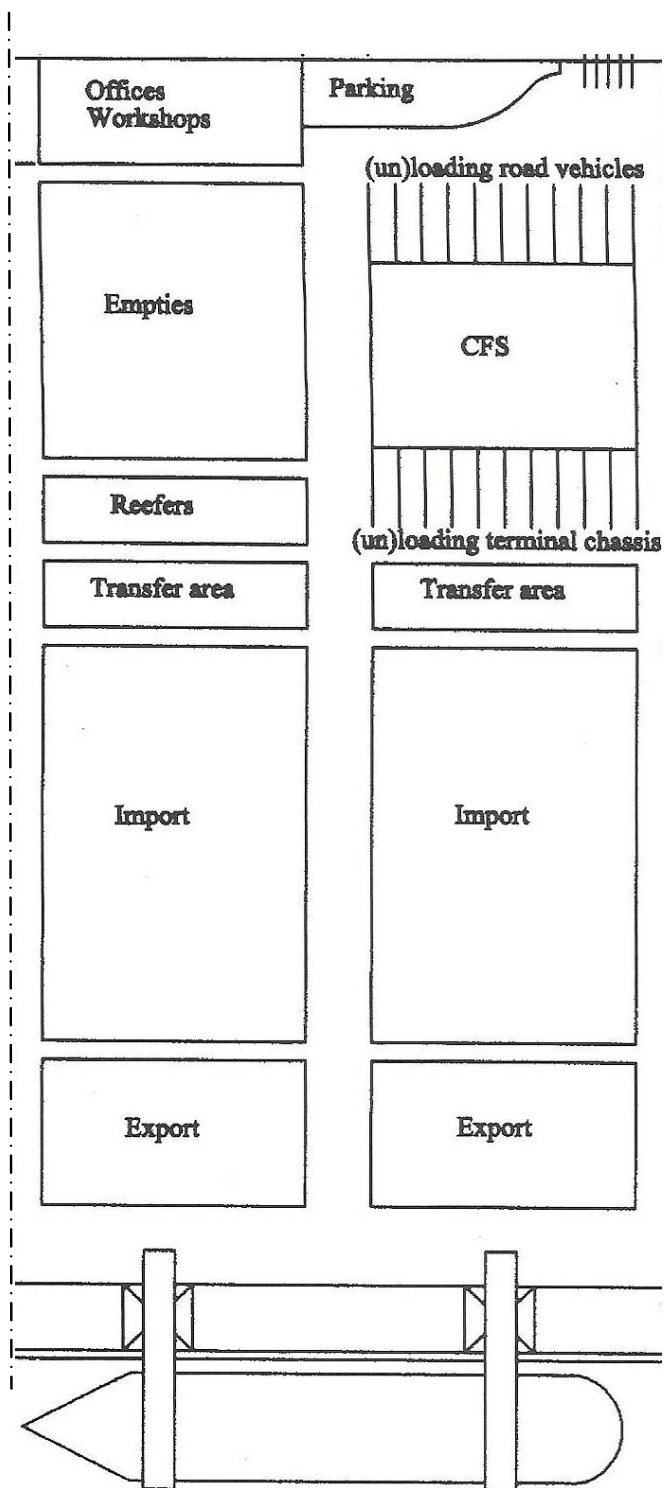 Offices
Workshops
Parking
(un)loading road vehicles
Empties
CFS
Reefers
(un)loading terminal chassis
Transfer area
Transfer area
Import
Import
Export
Export